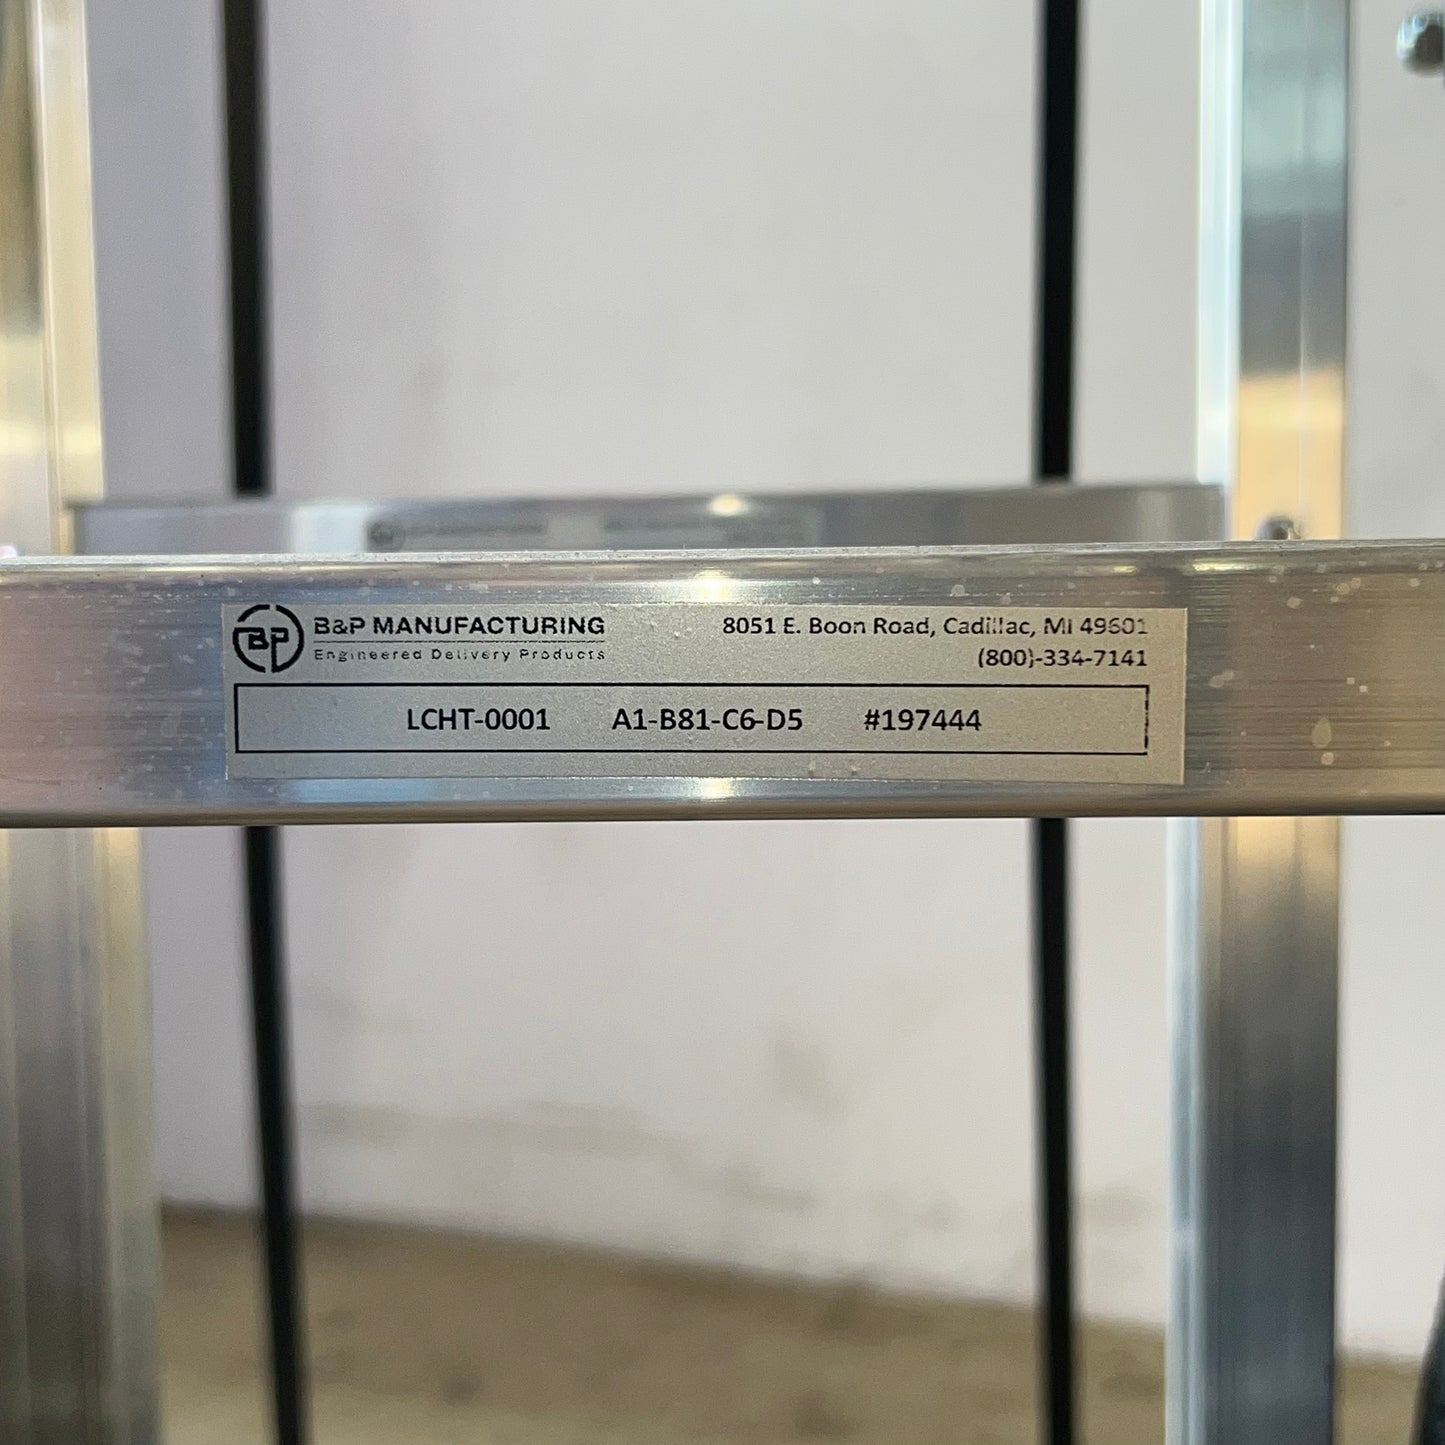 BP
B&P MANUFACTURING
Engineered Delivery Products
8051 E. Boon Road, Cadillac, MI 49601
(800)-334-7141
LCHT-0001 A1-B81-C6-D5 #197444